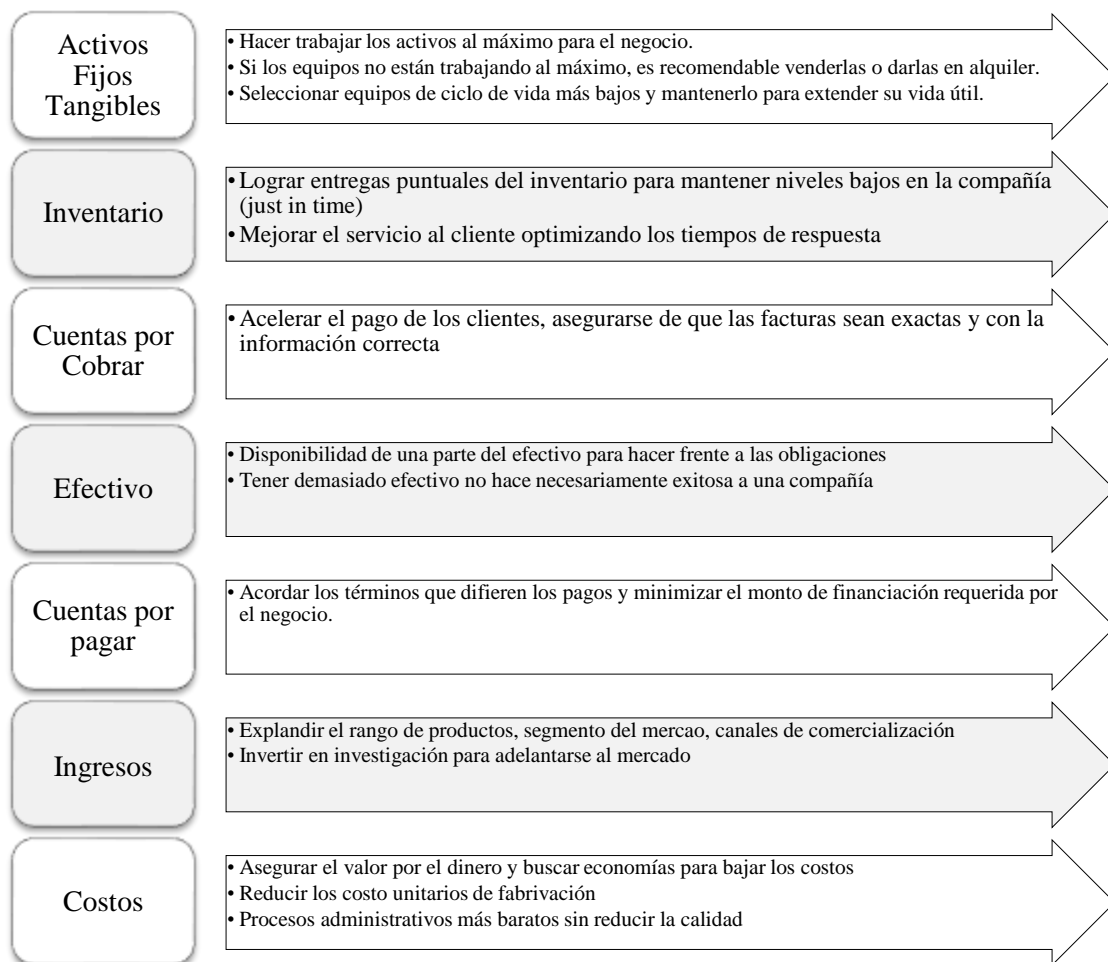 Activos
Fijos
Tangibles
• Hacer trabajar los activos al máximo para el negocio.
• Si los equipos no están trabajando al máximo, es recomendable venderlas o darlas en alquiler.
• Seleccionar equipos de ciclo de vida más bajos y mantenerlo para extender su vida útil.
Inventario
• Lograr entregas puntuales del inventario para mantener niveles bajos en la compañía
(just in time)
• Mejorar el servicio al cliente optimizando los tiempos de respuesta
Cuentas por
Cobrar
• Acelerar el pago de los clientes, asegurarse de que las facturas sean exactas y con la
información correcta
Efectivo
• Disponibilidad de una parte del efectivo para hacer frente a las obligaciones
• Tener demasiado efectivo no hace necesariamente exitosa a una compañía
Cuentas por
pagar
• Acordar los términos que difieren los pagos y minimizar el monto de financiación requerida por
el negocio.
Ingresos
• Explandir el rango de productos, segmento del mercao, canales de comercialización
• Invertir en investigación para adelantarse al mercado
Costos
• Asegurar el valor por el dinero y buscar economías para bajar los costos
• Reducir los costo unitarios de fabrivación
• Procesos administrativos más baratos sin reducir la calidad